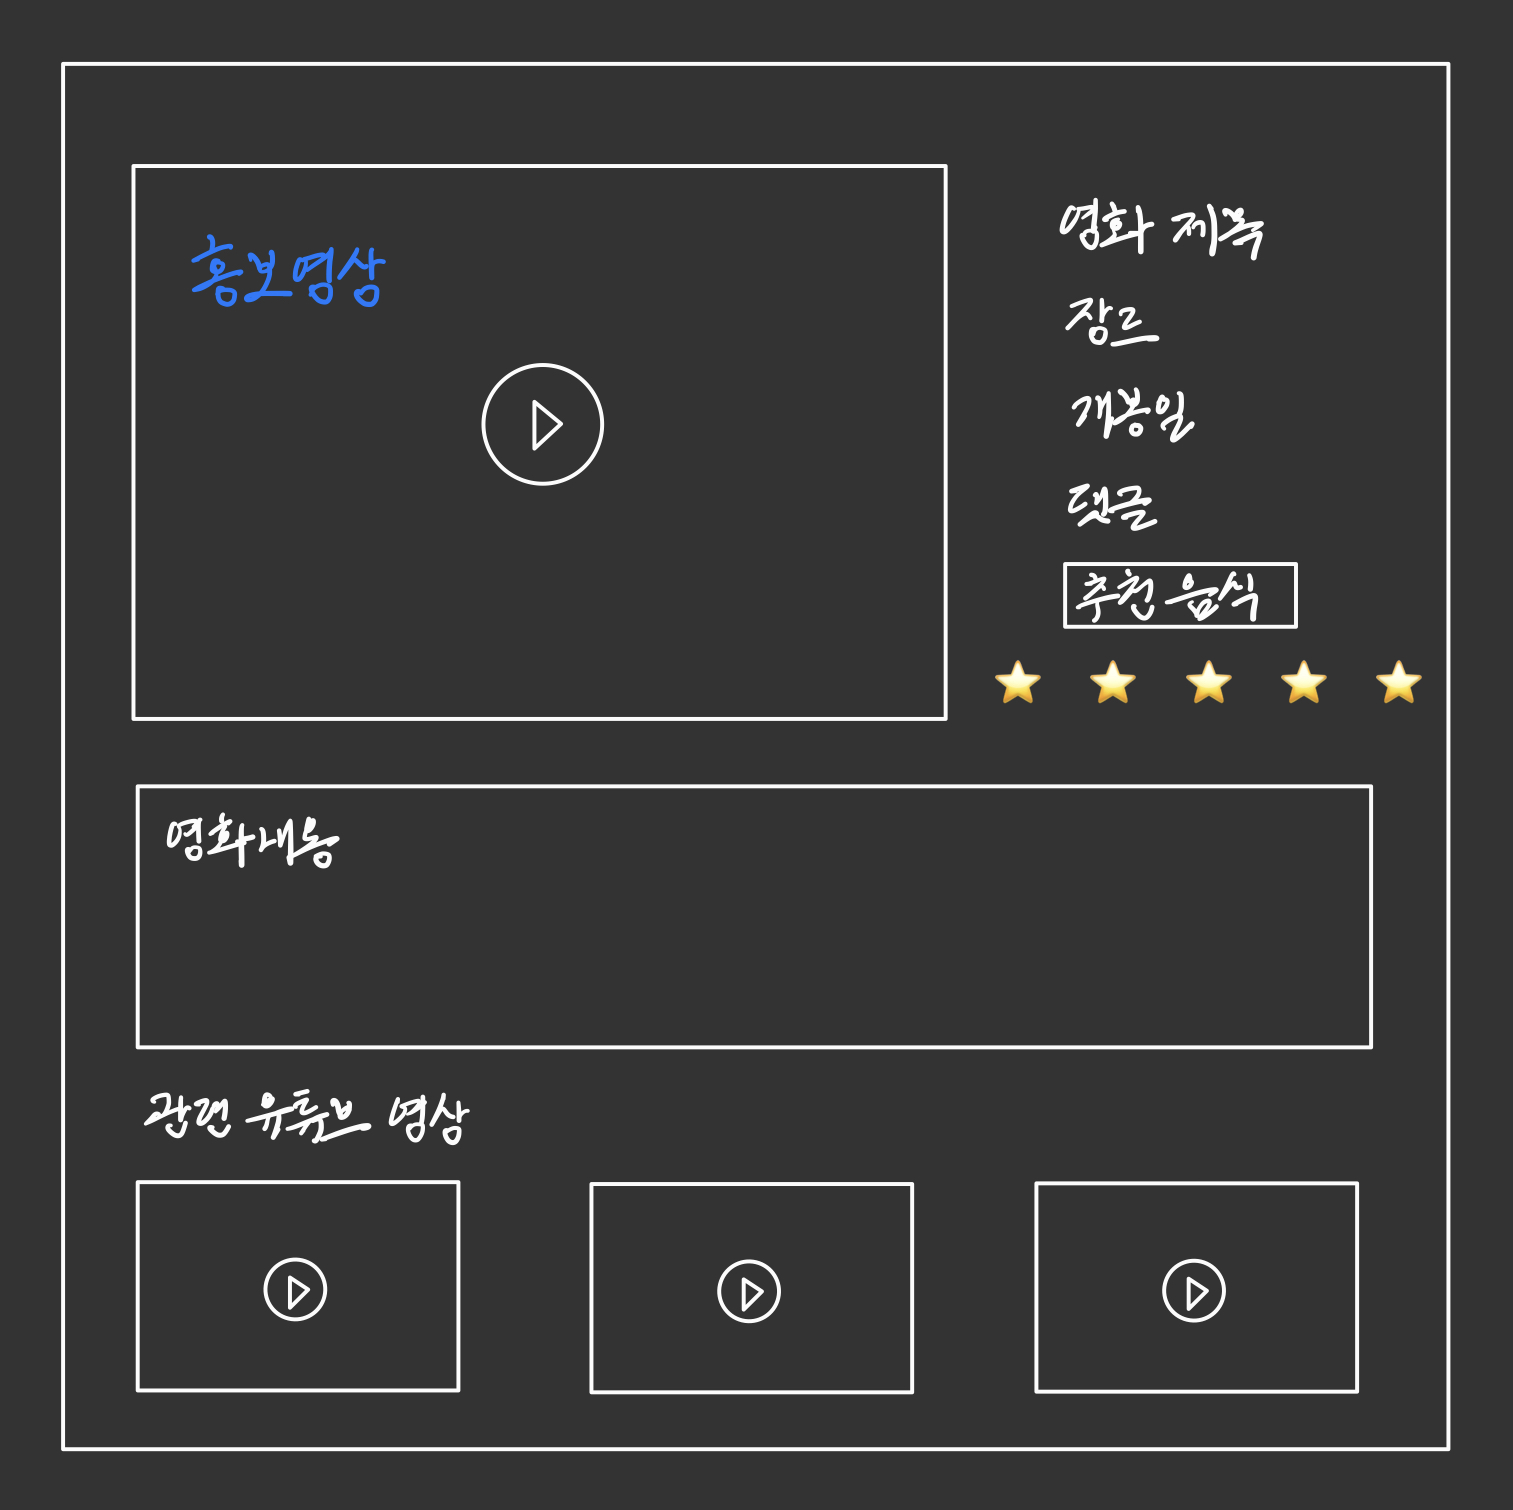 홍보영상
영화 제목
장르
개봉일
댓글
추천 음식
영화내용
관련 유튜브 영상